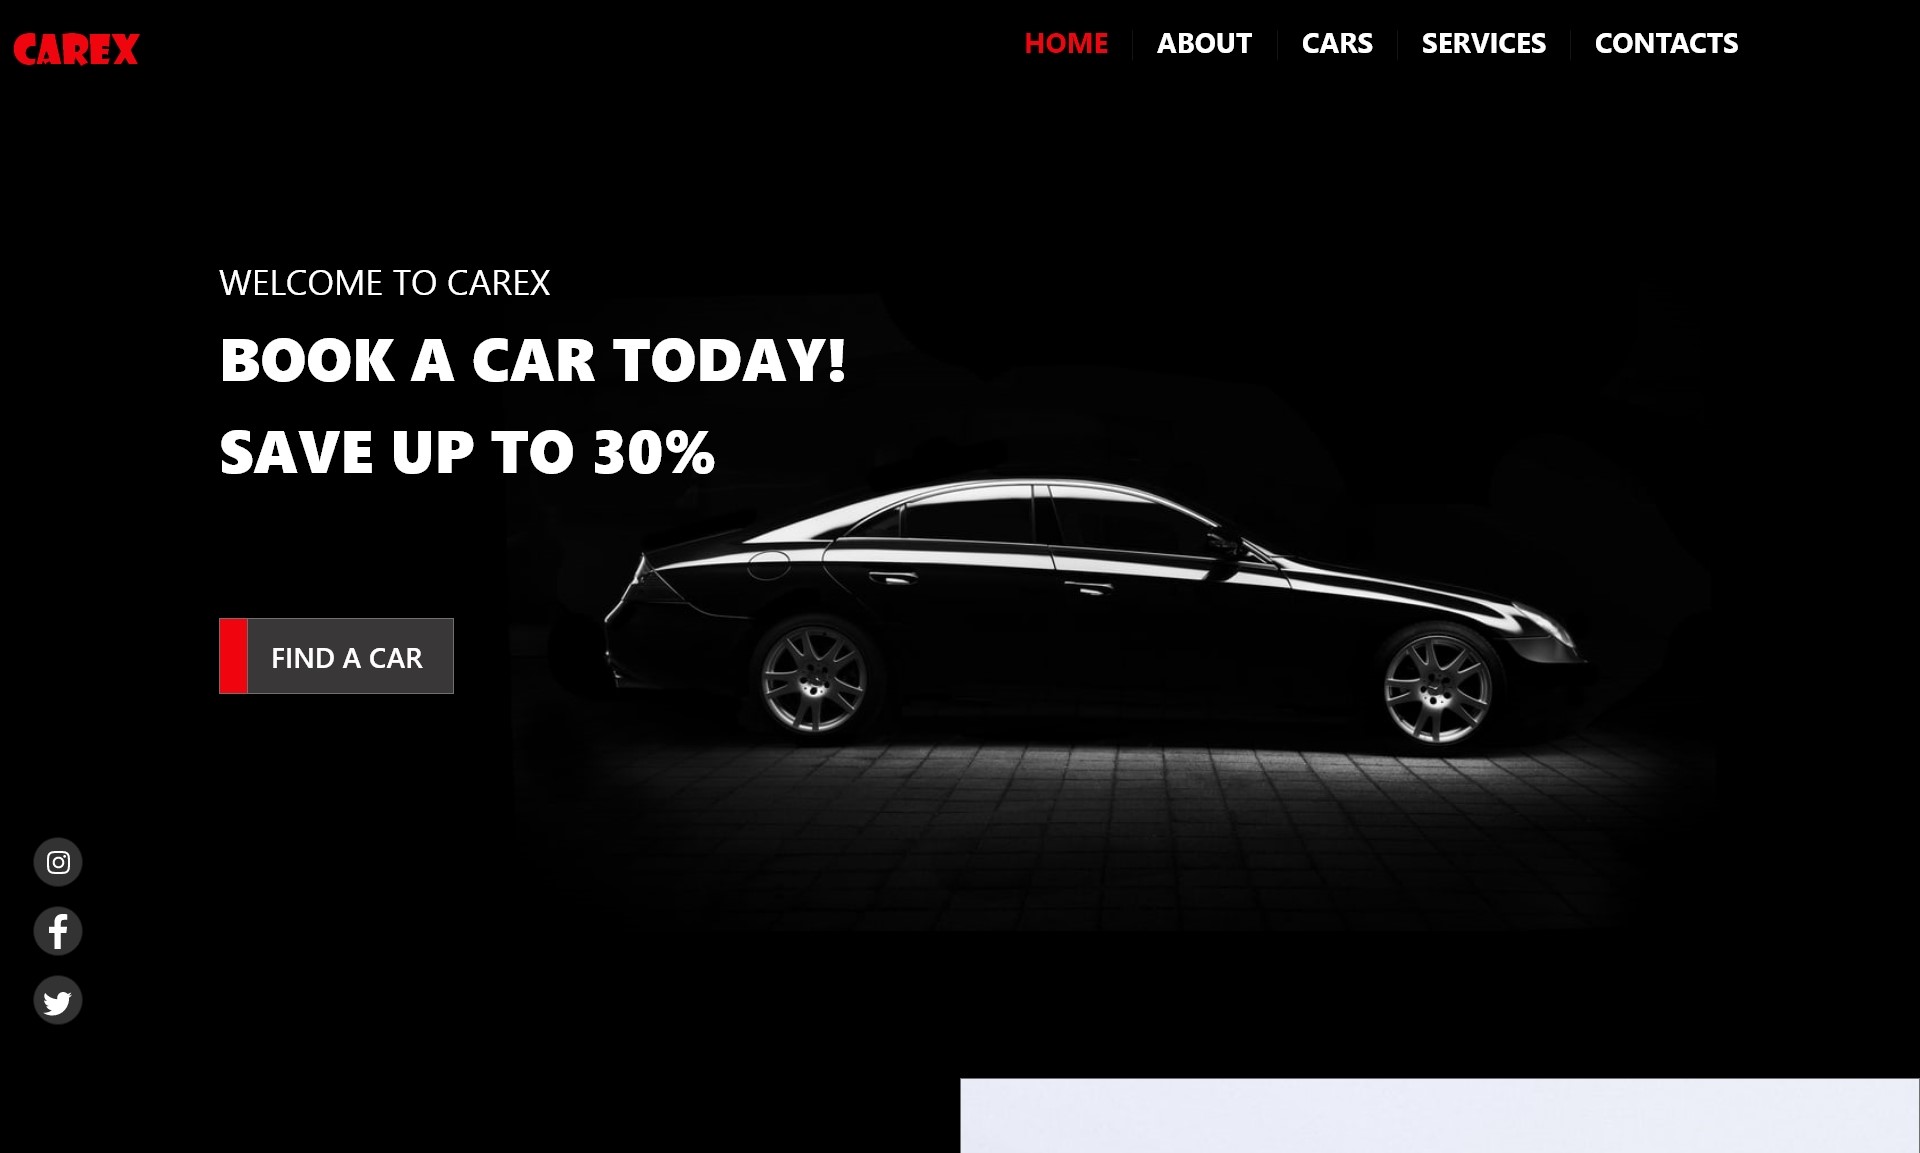 CAREX
HOME
ABOUT
CARS
SERVICES
CONTACTS
WELCOME TO CAREX
BOOK A CAR TODAY!
SAVE UP TO 30%
FIND A CAR